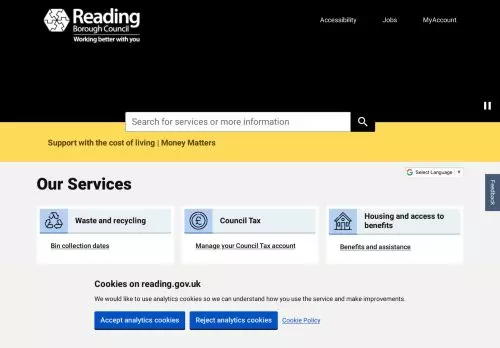 Reading
Borough Council
Working better with you
Accessibility Jobs MyAccount
Search for services or more information
Support with the cost of living | Money Matters
Select Language
Feedback
Our Services
Waste and recycling
Bin collection dates
Council Tax
Manage your Council Tax account
Housing and access to
benefits
Benefits and assistance
Cookies on reading.gov.uk
We would like to use analytics cookies so we can understand how you use the service and make improvements.
Accept analytics cookies Reject analytics cookies Cookie Policy